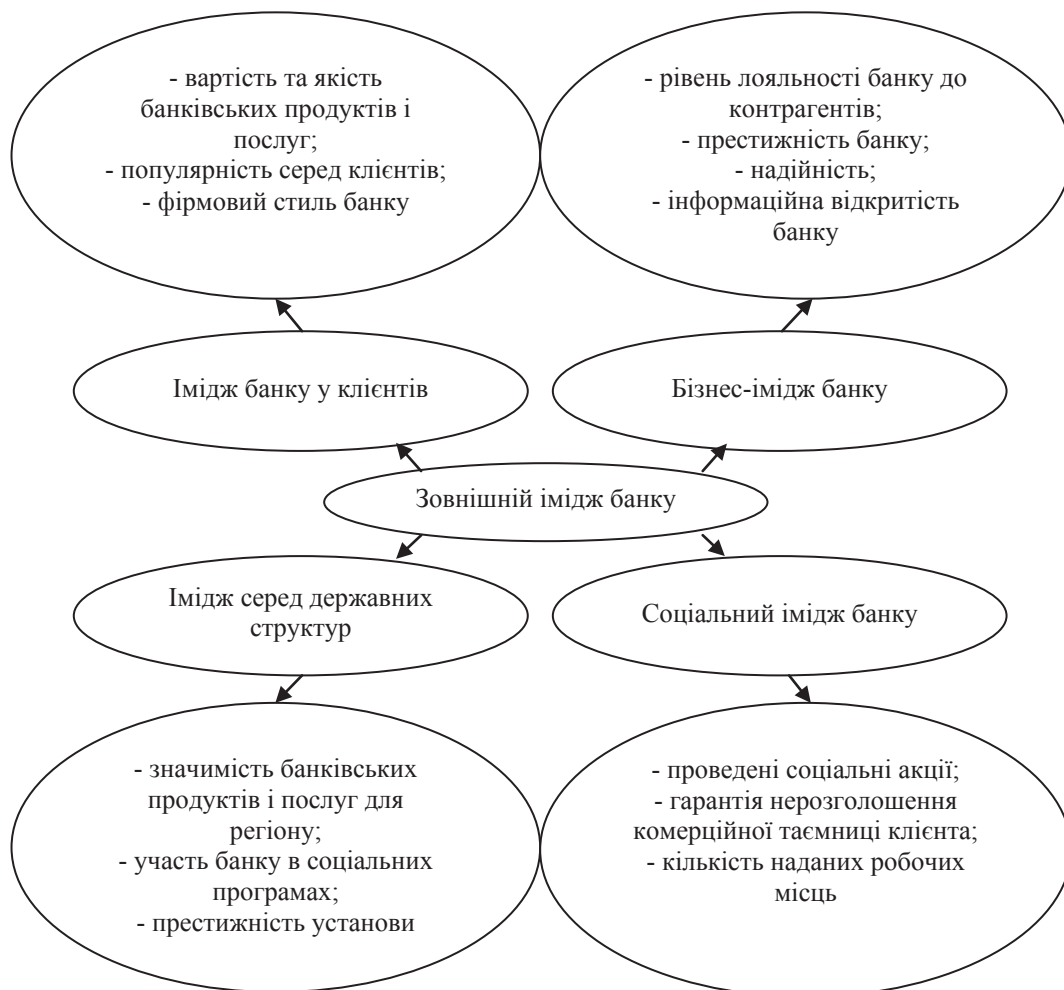 - вартість та якість
банківських продуктів і
послуг;
- популярність серед клієнтів;
- фірмовий стиль банку
- рівень лояльності банку до
контрагентів;
- престижність банку;
- надійність;
- інформаційна відкритість
банку
Імідж банку у клієнтів
Бізнес-імідж банку
Зовнішній імідж банку
Імідж серед державних
структур
Соціальний імідж банку
- значимість банківських
продуктів і послуг для
регіону;
- участь банку в соціальних
програмах;
- престижність установи
- проведені соціальні акції;
- гарантія нерозголошення
комерційної таємниці клієнта;
- кількість наданих робочих
місць